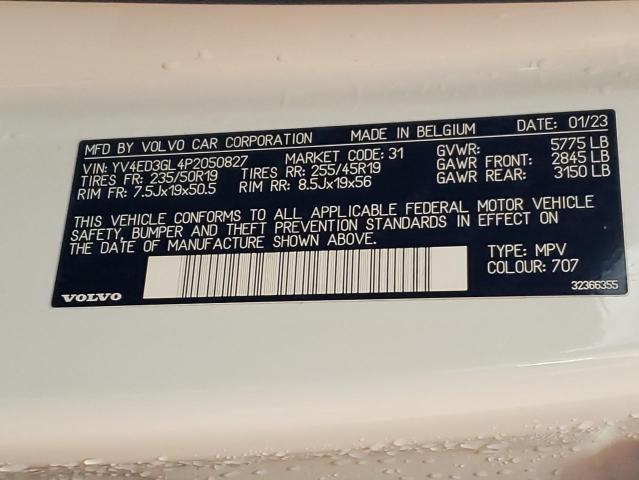 MFD BY VOLVO CAR CORPORATION MADE IN BELGIUM DATE 01/23
VIN: YV4ED3GL4P2050827 MARKET CODE: 31 GVWR: 5775 LB
TIRES FR: 235/50R19 TIRES RR: 255/45R19 GAWR FRONT: 2845 LB
RIM FR: 7.5Jx19x50.5 RIM RR: 8.5Jx19x56 GAWR REAR: 3150 LB
THIS VEHICLE CONFORMS TO ALL APPLICABLE FEDERAL MOTOR VEHICLE
SAFETY, BUMPER AND THEFT PREVENTION STANDARDS IN EFFECT ON
THE DATE OF MANUFACTURE SHOWN ABOVE.
TYPE: MPV
COLOUR: 707
VOLVO
32366355